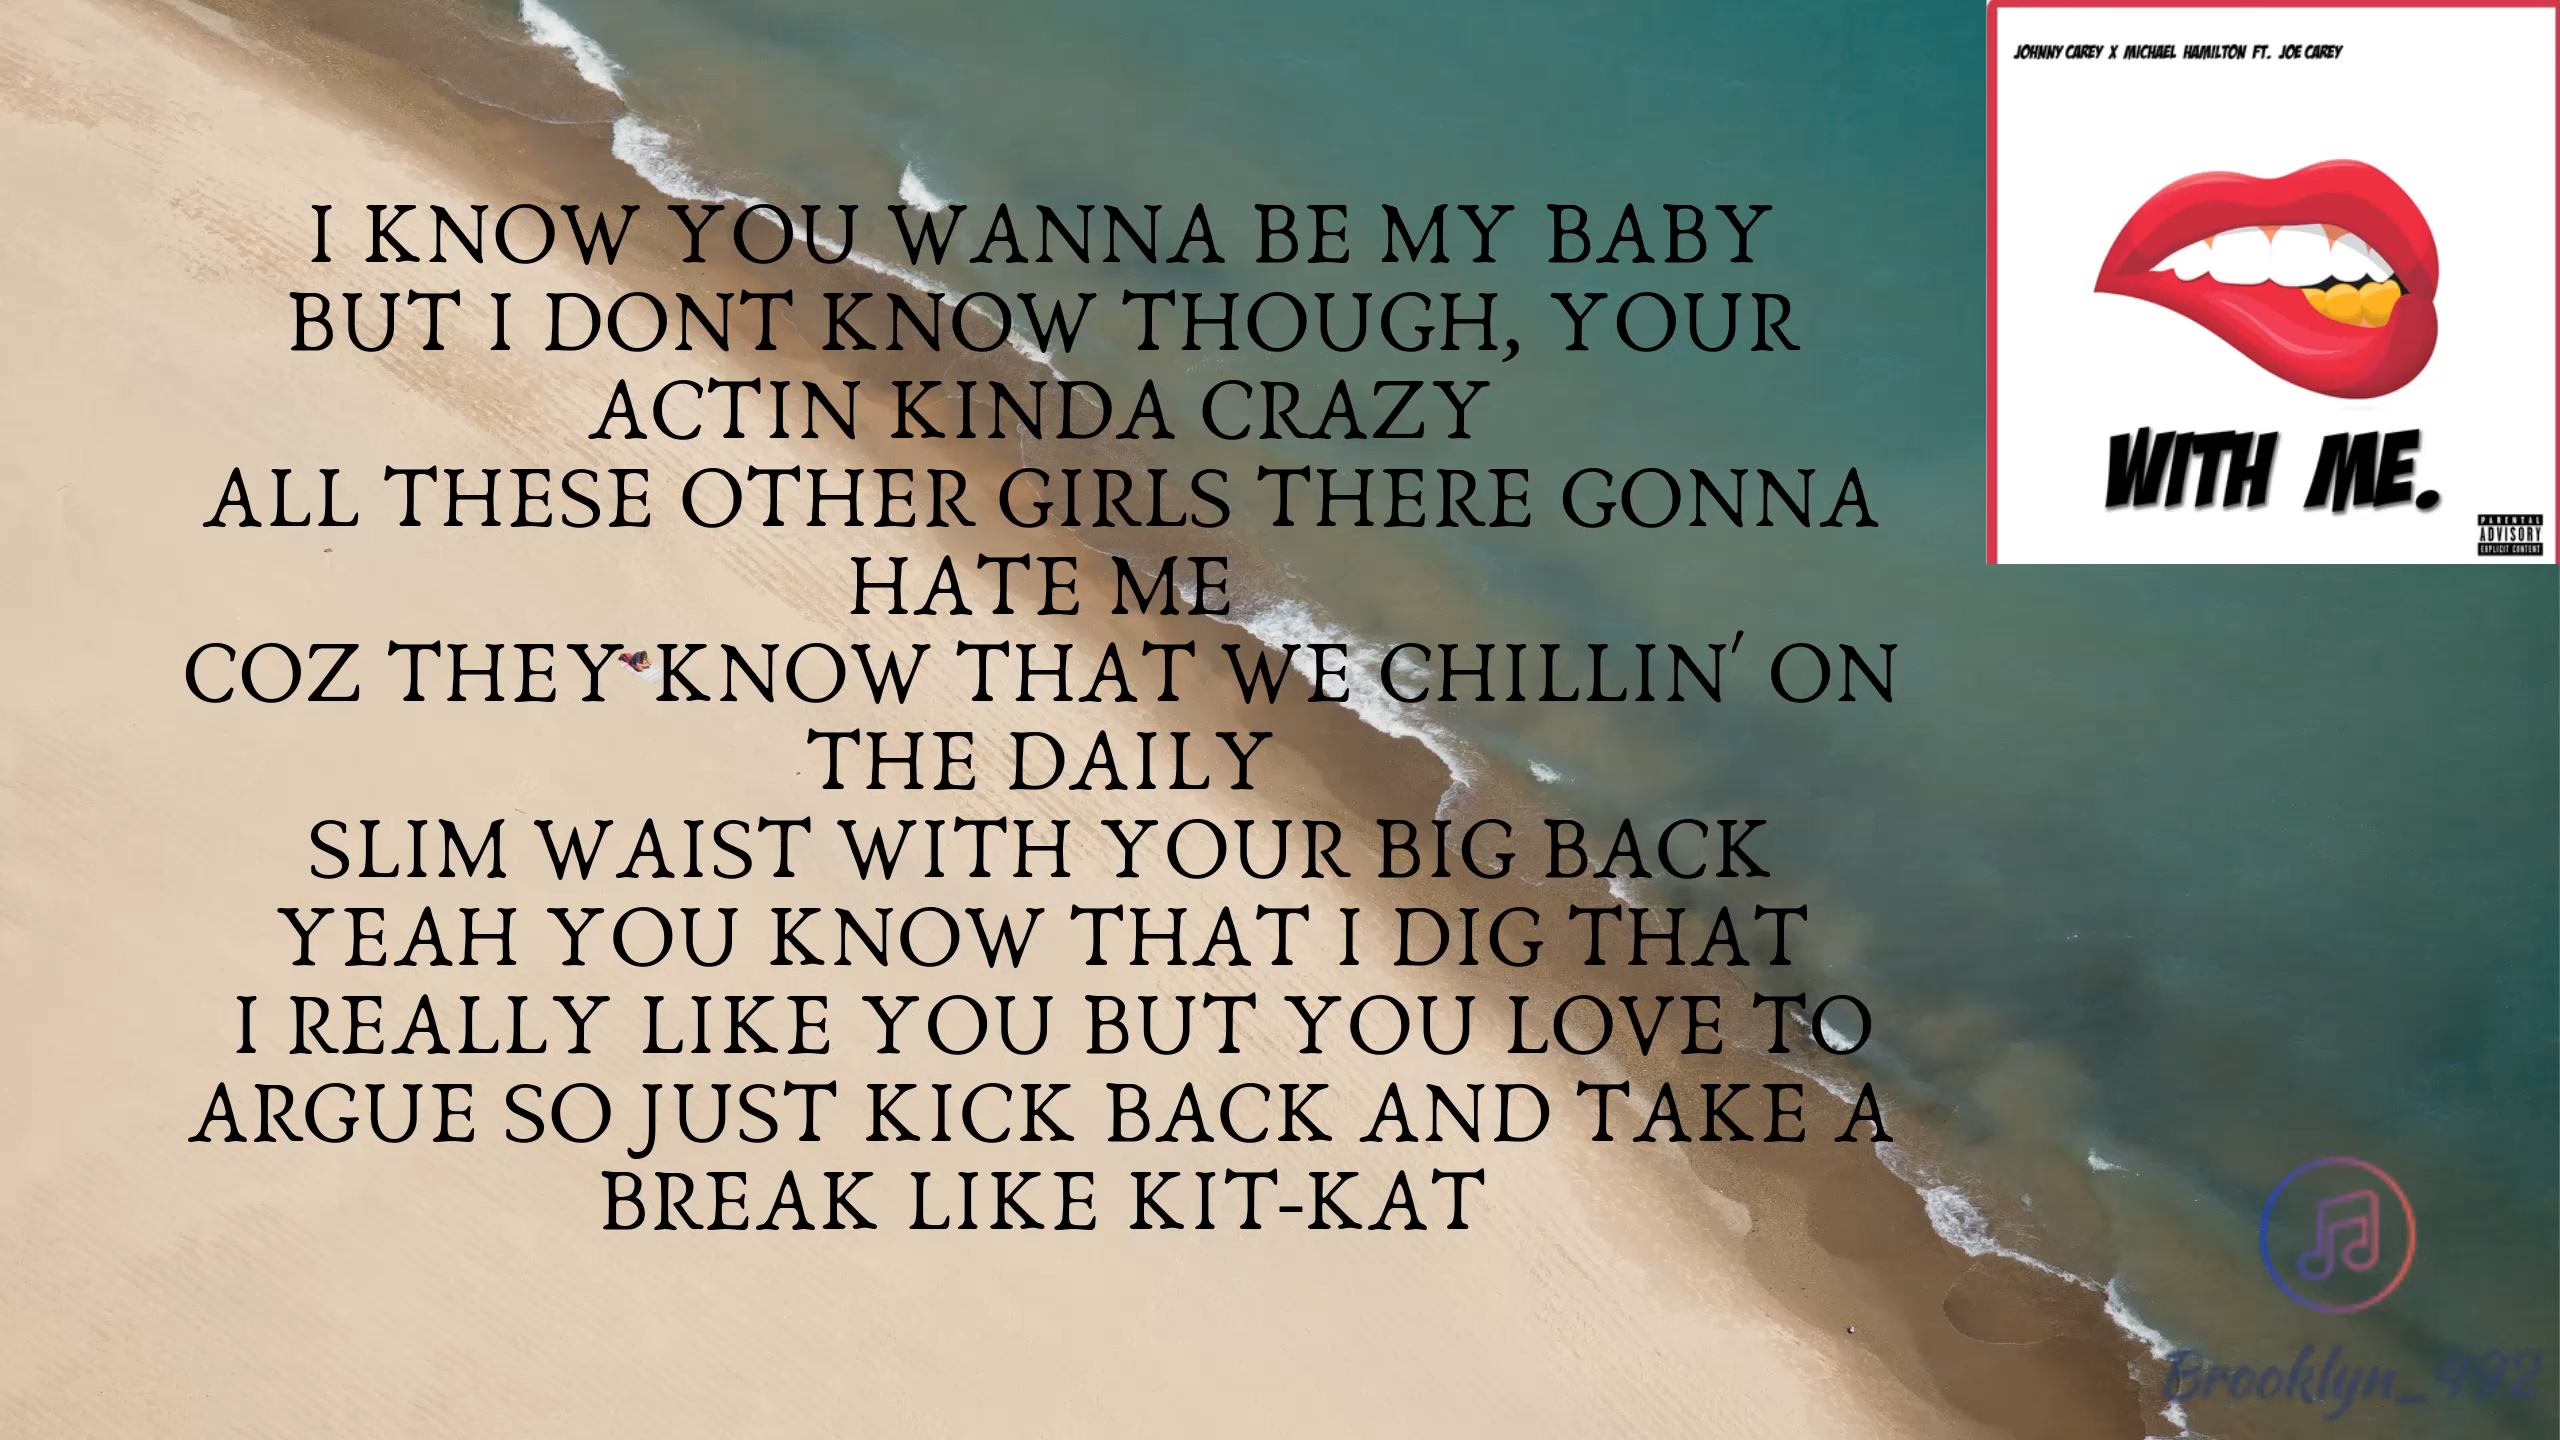 JOHNNY CAREY X MICHAEL HAMILTON FT. JOE CAREY
I KNOW YOU WANNA BE MY BABY
BUT I DONT KNOW THOUGH, YOUR
ACTIN KINDA CRAZY
ALL THESE OTHER GIRLS THERE GONNA
HATE ME
COZ THEY KNOW THAT WE CHILLIN' ON
THE DAILY
SLIM WAIST WITH YOUR BIG BACK
YEAH YOU KNOW THAT I DIG THAT
I REALLY LIKE YOU BUT YOU LOVE TO
ARGUE SO JUST KICK BACK AND TAKE A
BREAK LIKE KIT-KAT
WITH ME.
PARENTAL
ADVISORY
EXPLICIT CONTENT
Brooklyn_492